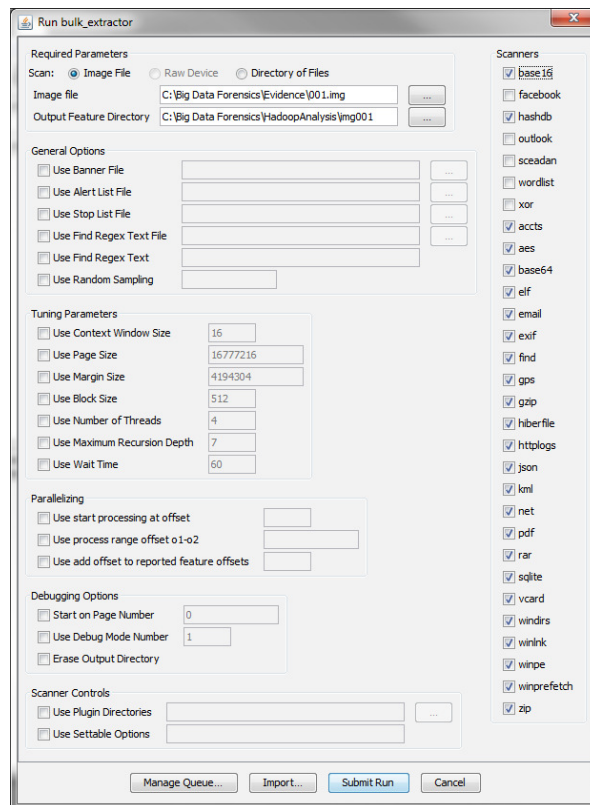 Run bulk_extractor
Required Parameters
Scan: Image File Raw Device Directory of Files
Image file C:\Big Data Forensics\Evidence\001.img ...
Output Feature Directory C:\Big Data Forensics\HadoopAnalysis\img001 ...
General Options
Use Banner File ...
Use Alert List File ...
Use Stop List File ...
Use Find Regex Text File ...
Use Find Regex Text
Use Random Sampling
Tuning Parameters
Use Context Window Size 16
Use Page Size 16777216
Use Margin Size 4194304
Use Block Size 512
Use Number of Threads 4
Use Maximum Recursion Depth 7
Use Wait Time 60
Parallelizing
Use start processing at offset
Use process range offset o1-o2
Use add offset to reported feature offsets
Debugging Options
Start on Page Number 0
Use Debug Mode Number 1
Erase Output Directory
Scanner Controls
Use Plugin Directories ...
Use Settable Options
Scanners
base16
facebook
hashdb
outlook
sceadan
wordlist
xor
accts
aes
base64
elf
email
exif
find
gps
gzip
hiberfile
httplogs
json
kml
net
pdf
rar
sqlite
vcard
windirs
winlnk
winpe
winprefetch
zip
Manage Queue... Import... Submit Run Cancel